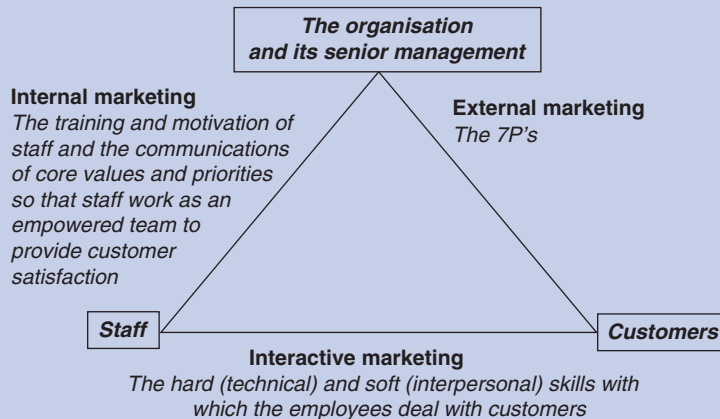 The organisation
and its senior management
Internal marketing
The training and motivation of
staff and the communications
of core values and priorities
so that staff work as an
empowered team to
provide customer
satisfaction
External marketing
The 7P's
Staff
Customers
Interactive marketing
The hard (technical) and soft (interpersonal) skills with
which the employees deal with customers